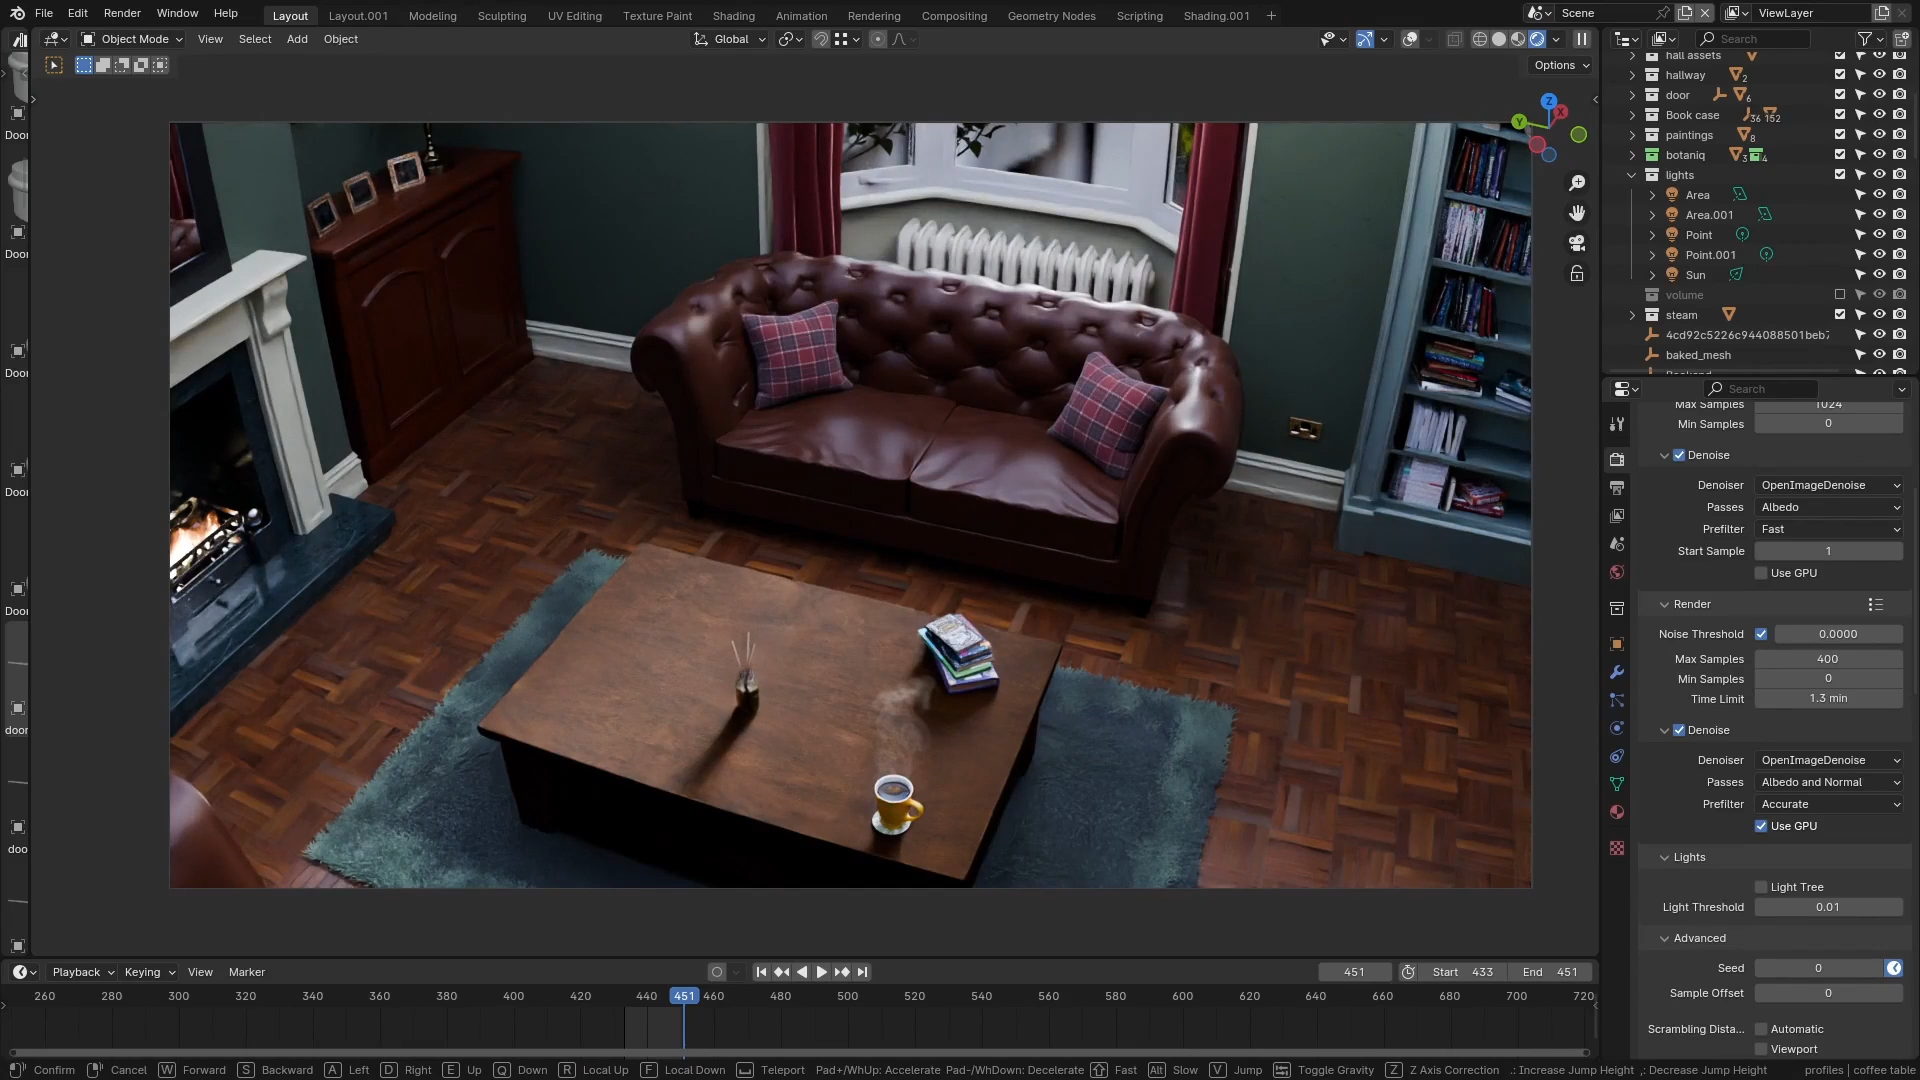 File Edit Render Window Help Layout Layout.001 Modeling Sculpting UV Editing Texture Paint Shading Animation Rendering Compositing Geometry Nodes Scripting Shading.001 + Scene ViewLayer
Object Mode View Select Add Object Global Search
Options
hall assets
hallway 2
door 6
Book case 36 152
paintings 8
botaniq 3 4
lights
Area
Area.001
Point
Point.001
Sun
volume
steam
4cd92c5226c944088501beb7
baked_mesh
Z
X
Y
Door
Door
Door
Door
Door
door
doo
Search
Max Samples 1024
Min Samples 0
Denoise
Denoiser OpenImageDenoise
Passes Albedo
Prefilter Fast
Start Sample 1
Use GPU
Render
Noise Threshold 0.0000
Max Samples 400
Min Samples 0
Time Limit 1.3 min
Denoise
Denoiser OpenImageDenoise
Passes Albedo and Normal
Prefilter Accurate
Use GPU
Lights
Light Tree
Light Threshold 0.01
Advanced
Seed 0
Sample Offset 0
Scrambling Dista... Automatic
Viewport
Playback Keying View Marker 451 Start 433 End 451
260 280 300 320 340 360 380 400 420 440 451 460 480 500 520 540 560 580 600 620 640 660 680 700 720
Confirm Cancel W Forward S Backward A Left D Right E Up Q Down R Local Up F Local Down Teleport Pad+/WhUp: Accelerate Pad-/WhDown: Decelerate Fast Alt Slow V Jump Toggle Gravity Z Z Axis Correction .: Increase Jump Height ,: Decrease Jump Height profiles | coffee table